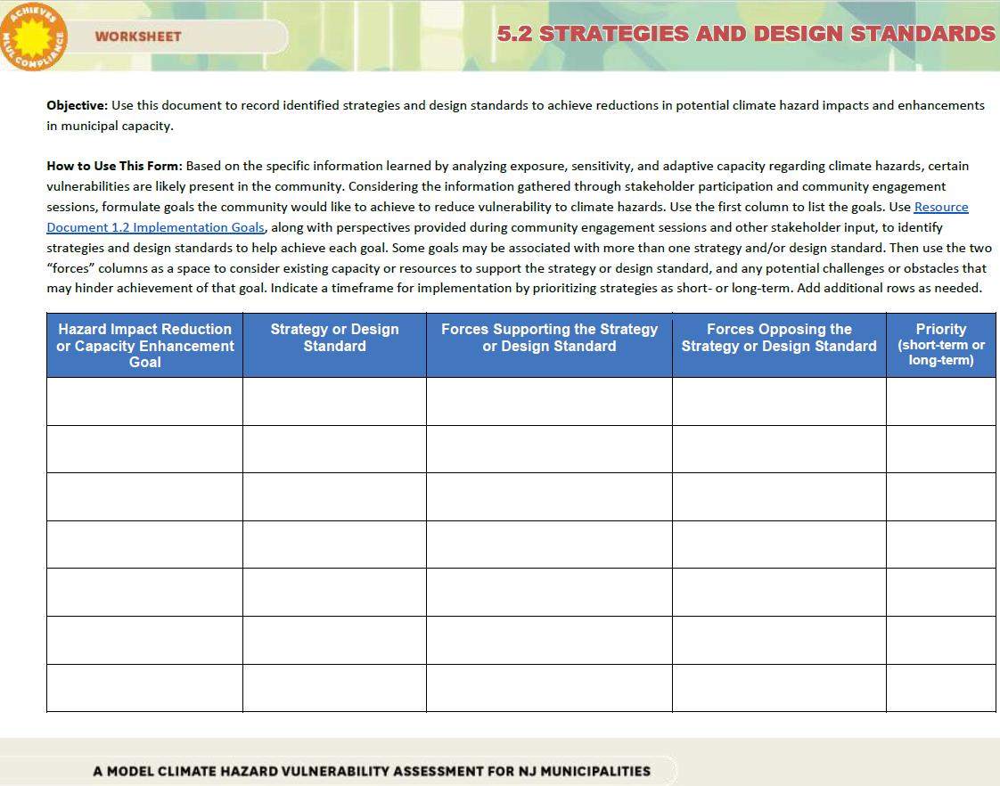 ACHIEVES
MLUL COMPLIANCE
WORKSHEET
5.2 STRATEGIES AND DESIGN STANDARDS
Objective: Use this document to record identified strategies and design standards to achieve reductions in potential climate hazard impacts and enhancements
in municipal capacity.
How to Use This Form: Based on the specific information learned by analyzing exposure, sensitivity, and adaptive capacity regarding climate hazards, certain
vulnerabilities are likely present in the community. Considering the information gathered through stakeholder participation and community engagement
sessions, formulate goals the community would like to achieve to reduce vulnerability to climate hazards. Use the first column to list the goals. Use Resource
Document 1.2 Implementation Goals, along with perspectives provided during community engagement sessions and other stakeholder input, to identify
strategies and design standards to help achieve each goal. Some goals may be associated with more than one strategy and/or design standard. Then use the two
“forces” columns as a space to consider existing capacity or resources to support the strategy or design standard, and any potential challenges or obstacles that
may hinder achievement of that goal. Indicate a timeframe for implementation by prioritizing strategies as short- or long-term. Add additional rows as needed.
Hazard Impact Reduction
or Capacity Enhancement
Goal
Strategy or Design
Standard
Forces Supporting the Strategy
or Design Standard
Forces Opposing the
Strategy or Design Standard
Priority
(short-term or
long-term)
A MODEL CLIMATE HAZARD VULNERABILITY ASSESSMENT FOR NJ MUNICIPALITIES